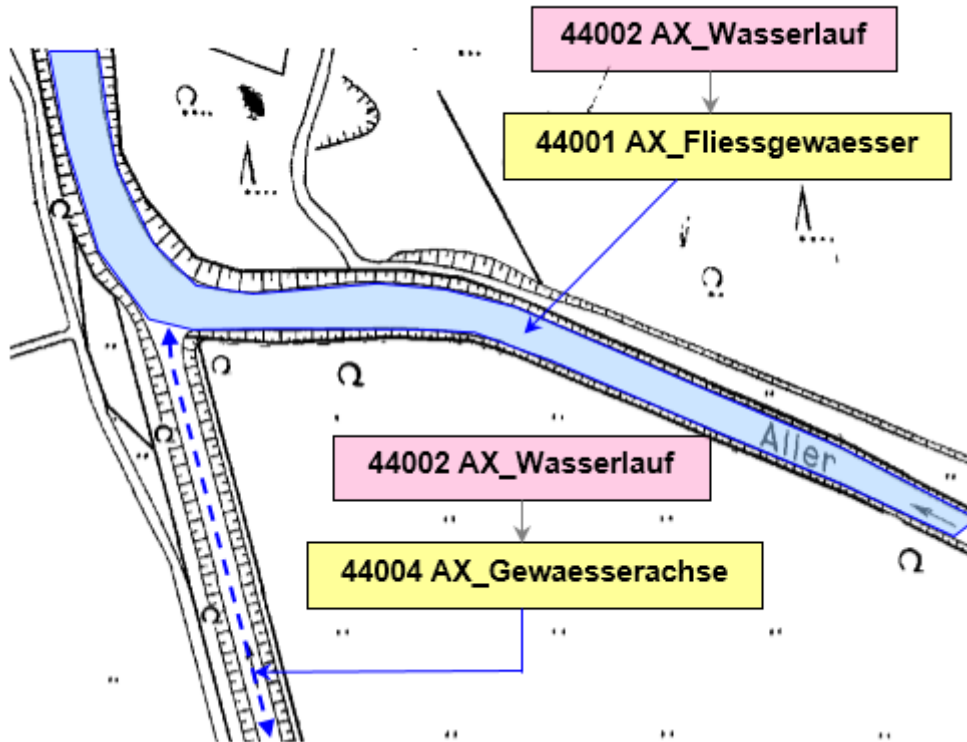 44002 AX_Wasserlauf
44001 AX_Fliessgewaesser
Aller
44002 AX_Wasserlauf
44004 AX_Gewaesserachse